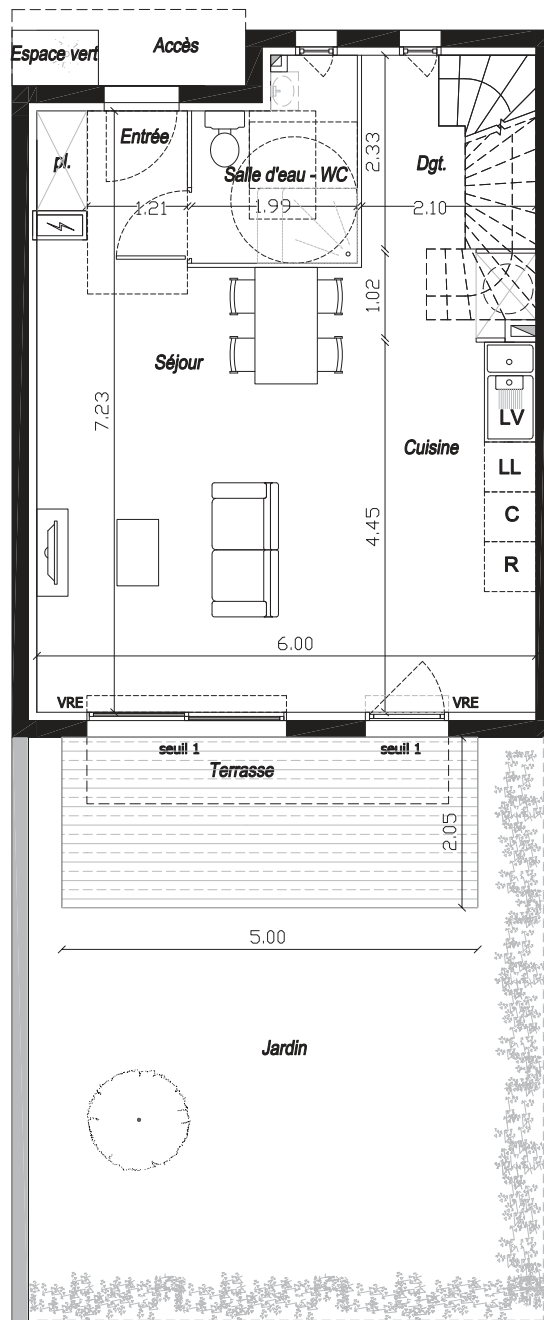 Espace vert
Accès
Entrée
pl.
Salle d'eau - WC
Dgt.
2.33
1.21
1.99
2.10
1.02
Séjour
7.23
Cuisine
LV
LL
C
R
4.45
6.00
VRE
VRE
seuil 1
seuil 1
Terrasse
2.05
5.00
Jardin